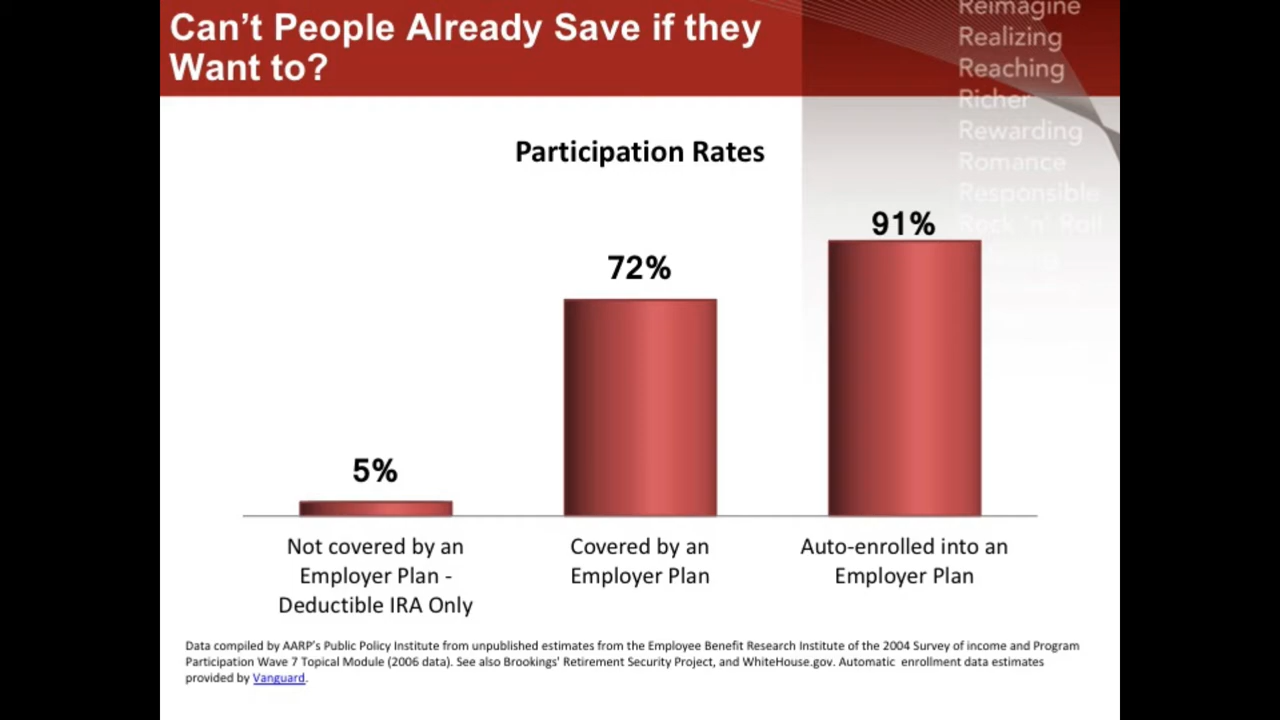 Can't People Already Save if they
Want to?
Reimagine
Realizing
Reaching
Richer
Rewarding
Romance
Responsible
Rock 'n' Roll
Participation Rates
5%
72%
91%
Not covered by an
Employer Plan -
Deductible IRA Only
Covered by an
Employer Plan
Auto-enrolled into an
Employer Plan
Data compiled by AARP's Public Policy Institute from unpublished estimates from the Employee Benefit Research Institute of the 2004 Survey of income and Program
Participation Wave 7 Topical Module (2006 data). See also Brookings' Retirement Security Project, and WhiteHouse.gov. Automatic enrollment data estimates
provided by Vanguard.